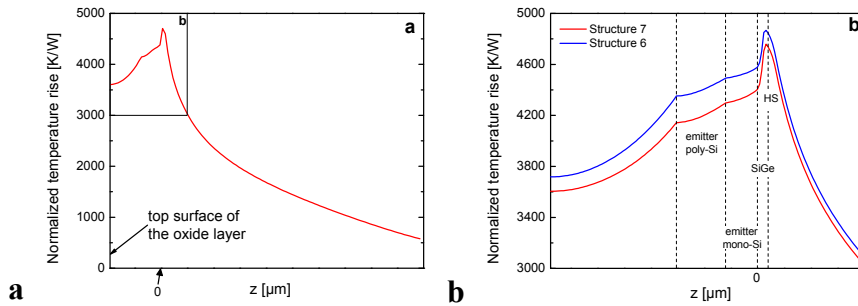 a
b
Normalized temperature rise [K/W]
5000
4000
3000
2000
1000
0
top surface of
the oxide layer
0
z [µm]
a
b
Structure 7
Structure 6
Normalized temperature rise [K/W]
5000
4600
4200
3800
3400
3000
emitter
poly-Si
emitter
mono-Si
SiGe
HS
0
z [µm]
b